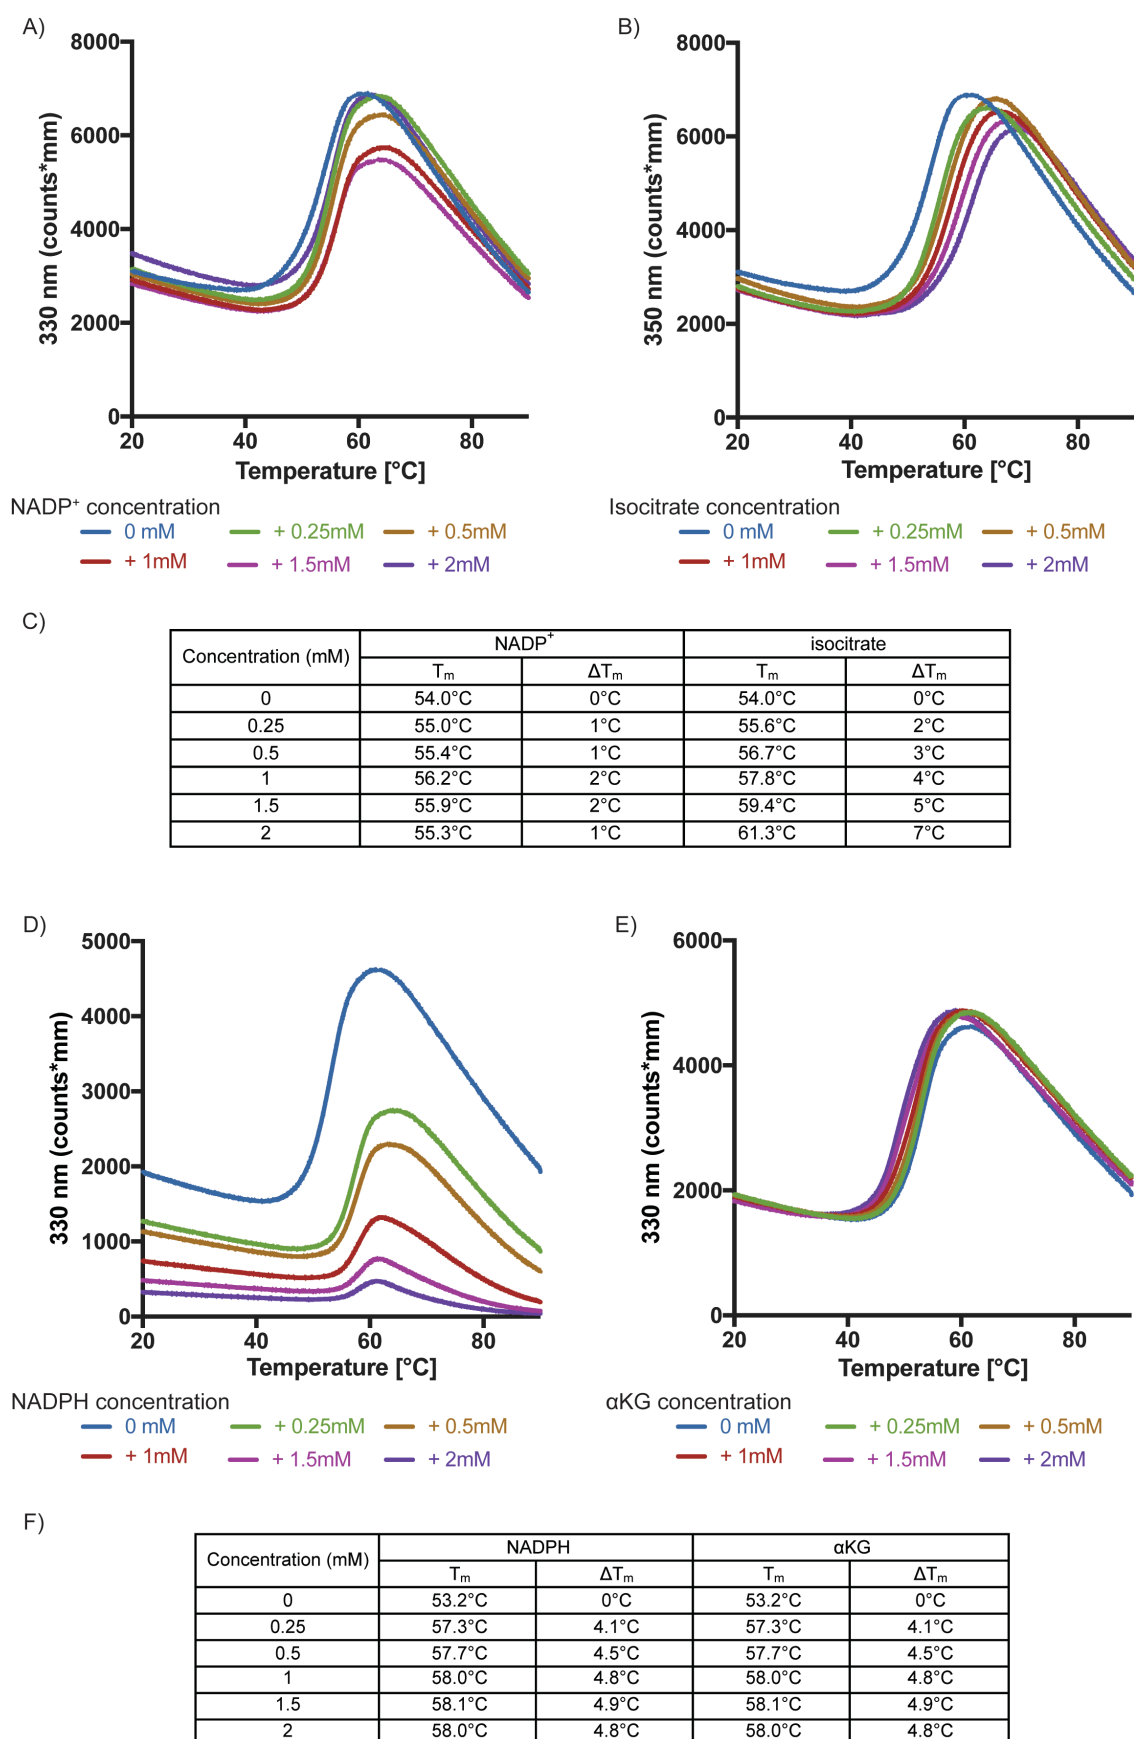 A)
330 nm (counts*mm)
8000
6000
4000
2000
0
20 40 60 80
Temperature [°C]
NADP⁺ concentration
0 mM + 0.25mM + 0.5mM
+ 1mM + 1.5mM + 2mM
B)
350 nm (counts*mm)
8000
6000
4000
2000
0
20 40 60 80
Temperature [°C]
Isocitrate concentration
0 mM + 0.25mM + 0.5mM
+ 1mM + 1.5mM + 2mM
C)
Concentration (mM) NADP⁺ isocitrate
Tₘ ΔTₘ Tₘ ΔTₘ
0 54.0°C 0°C 54.0°C 0°C
0.25 55.0°C 1°C 55.6°C 2°C
0.5 55.4°C 1°C 56.7°C 3°C
1 56.2°C 2°C 57.8°C 4°C
1.5 55.9°C 2°C 59.4°C 5°C
2 55.3°C 1°C 61.3°C 7°C
D)
330 nm (counts*mm)
5000
4000
3000
2000
1000
0
20 40 60 80
Temperature [°C]
NADPH concentration
0 mM + 0.25mM + 0.5mM
+ 1mM + 1.5mM + 2mM
E)
330 nm (counts*mm)
6000
4000
2000
0
20 40 60 80
Temperature [°C]
αKG concentration
0 mM + 0.25mM + 0.5mM
+ 1mM + 1.5mM + 2mM
F)
Concentration (mM) NADPH αKG
Tₘ ΔTₘ Tₘ ΔTₘ
0 53.2°C 0°C 53.2°C 0°C
0.25 57.3°C 4.1°C 57.3°C 4.1°C
0.5 57.7°C 4.5°C 57.7°C 4.5°C
1 58.0°C 4.8°C 58.0°C 4.8°C
1.5 58.1°C 4.9°C 58.1°C 4.9°C
2 58.0°C 4.8°C 58.0°C 4.8°C